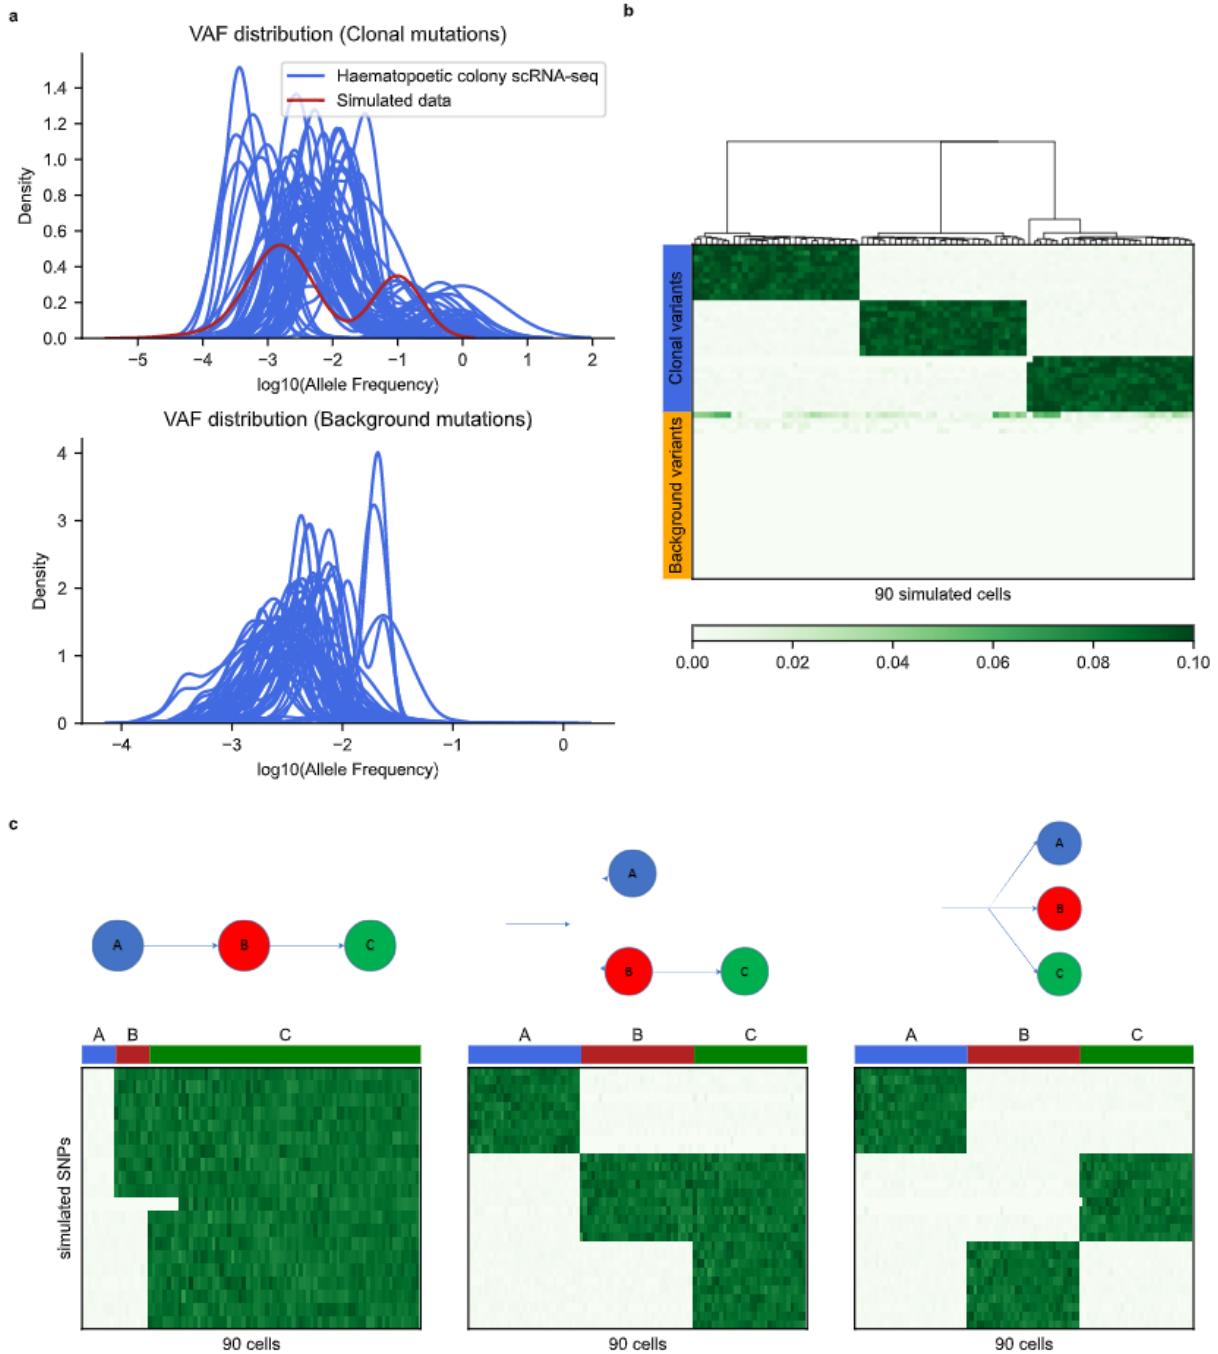 a
VAF distribution (Clonal mutations)
Haematopoetic colony scRNA-seq
Simulated data
Density
1.4
1.2
1.0
0.8
0.6
0.4
0.2
0.0
−5 −4 −3 −2 −1 0 1 2
log10(Allele Frequency)
VAF distribution (Background mutations)
Density
4
3
2
1
0
−4 −3 −2 −1 0
log10(Allele Frequency)
b
Clonal variants
Background variants
90 simulated cells
0.00 0.02 0.04 0.06 0.08 0.10
c
A B C
A
B C
A
B
C
A B C
simulated SNPs
90 cells
A B C
90 cells
A B C
90 cells